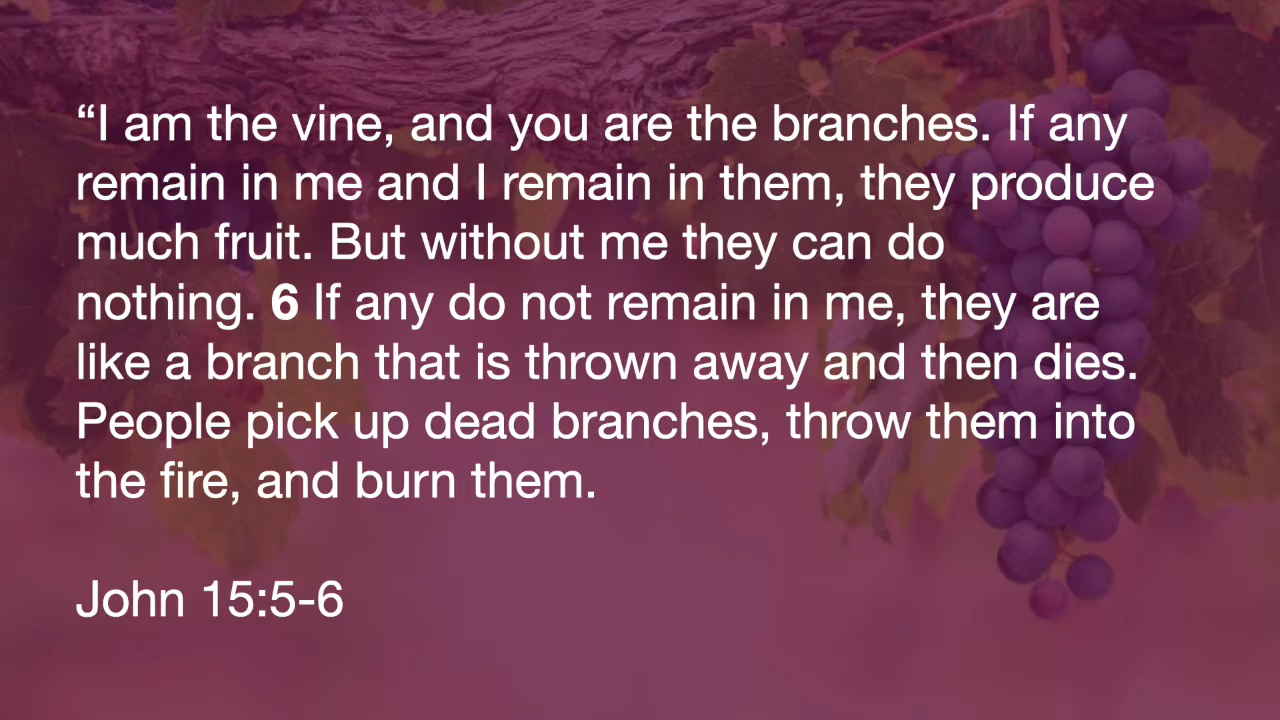 “I am the vine, and you are the branches. If any
remain in me and I remain in them, they produce
much fruit. But without me they can do
nothing. 6 If any do not remain in me, they are
like a branch that is thrown away and then dies.
People pick up dead branches, throw them into
the fire, and burn them.
John 15:5-6